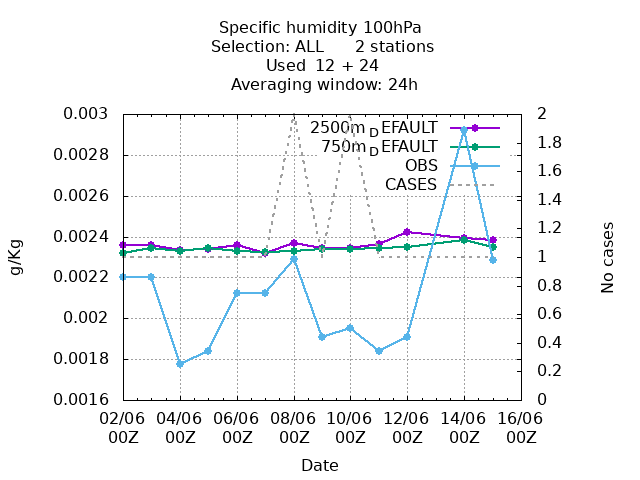 Specific humidity 100hPa
Selection: ALL 2 stations
Used 12 + 24
Averaging window: 24h
g/Kg
0.003
0.0028
0.0026
0.0024
0.0022
0.002
0.0018
0.0016
2500m_DEFAULT
750m_DEFAULT
OBS
CASES
2
1.8
1.6
1.4
1.2
1
0.8
0.6
0.4
0.2
0
No cases
02/06 04/06 06/06 08/06 10/06 12/06 14/06 16/06
00Z 00Z 00Z 00Z 00Z 00Z 00Z 00Z
Date